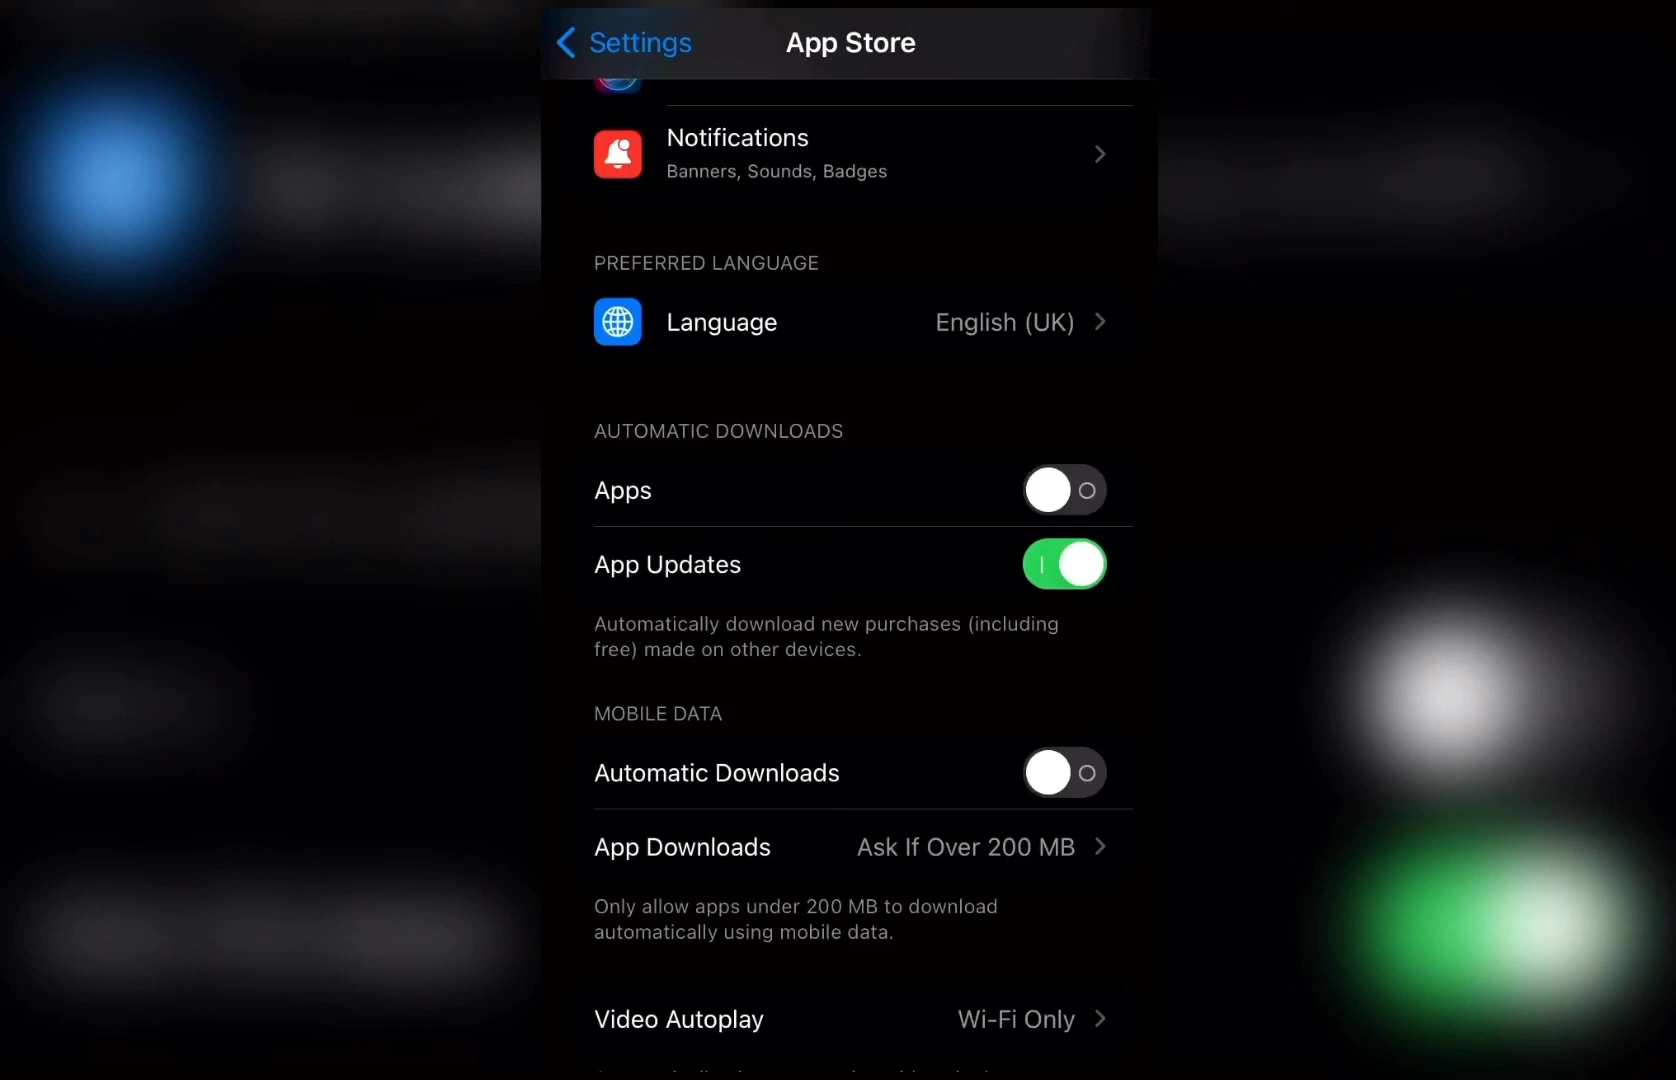 Settings
App Store
Notifications
Banners, Sounds, Badges
PREFERRED LANGUAGE
Language
English (UK)
AUTOMATIC DOWNLOADS
Apps
App Updates
Automatically download new purchases (including
free) made on other devices.
MOBILE DATA
Automatic Downloads
App Downloads
Ask If Over 200 MB
Only allow apps under 200 MB to download
automatically using mobile data.
Video Autoplay
Wi-Fi Only